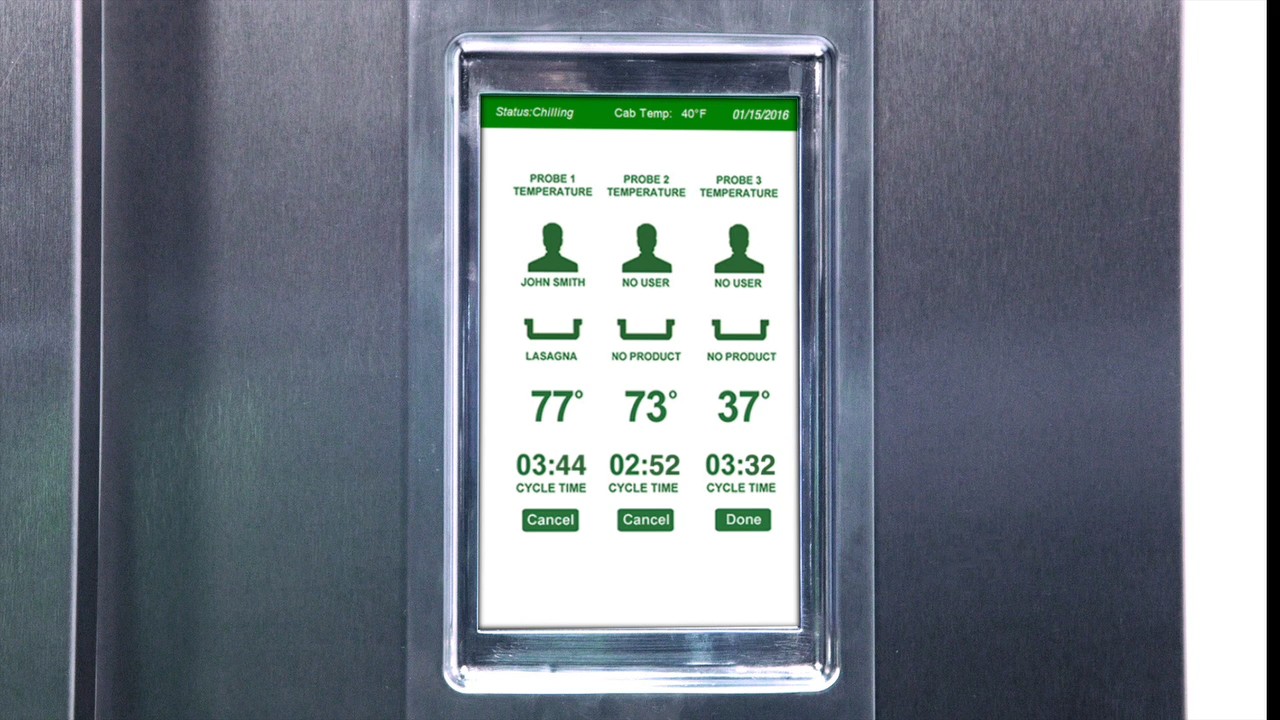 Status:Chilling Cab Temp: 40°F 01/15/2016
PROBE 1 PROBE 2 PROBE 3
TEMPERATURE TEMPERATURE TEMPERATURE
JOHN SMITH NO USER NO USER
LASAGNA NO PRODUCT NO PRODUCT
77° 73° 37°
03:44 02:52 03:32
CYCLE TIME CYCLE TIME CYCLE TIME
Cancel Cancel Done